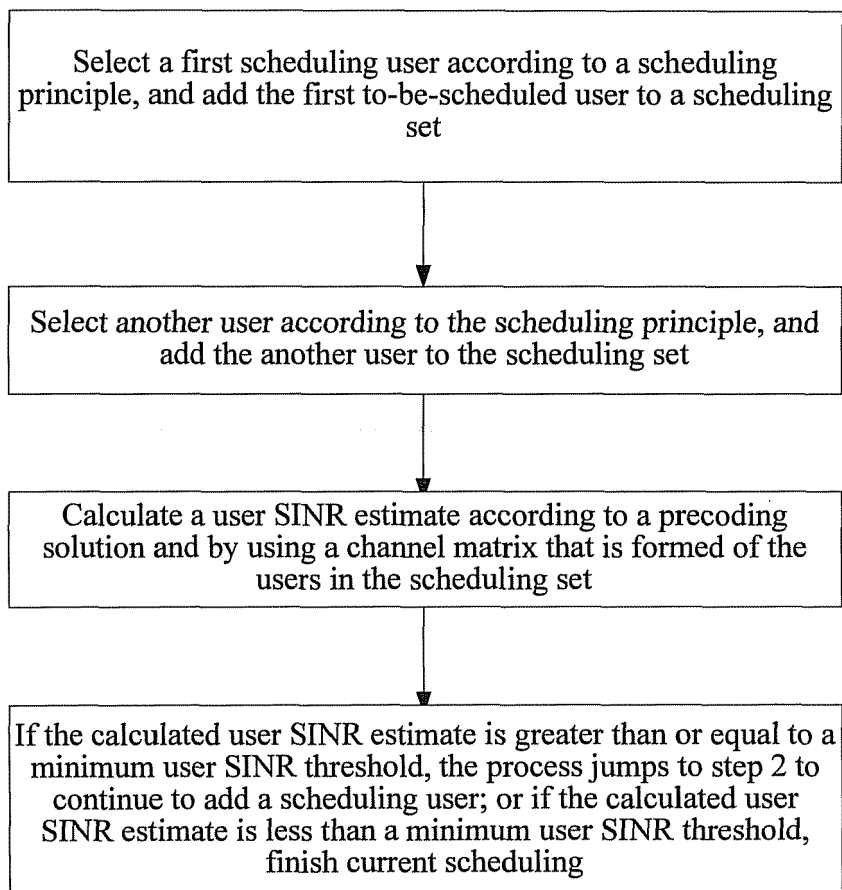 Select a first scheduling user according to a scheduling
principle, and add the first to-be-scheduled user to a scheduling
set
Select another user according to the scheduling principle, and
add the another user to the scheduling set
Calculate a user SINR estimate according to a precoding
solution and by using a channel matrix that is formed of the
users in the scheduling set
If the calculated user SINR estimate is greater than or equal to a
minimum user SINR threshold, the process jumps to step 2 to
continue to add a scheduling user; or if the calculated user
SINR estimate is less than a minimum user SINR threshold,
finish current scheduling